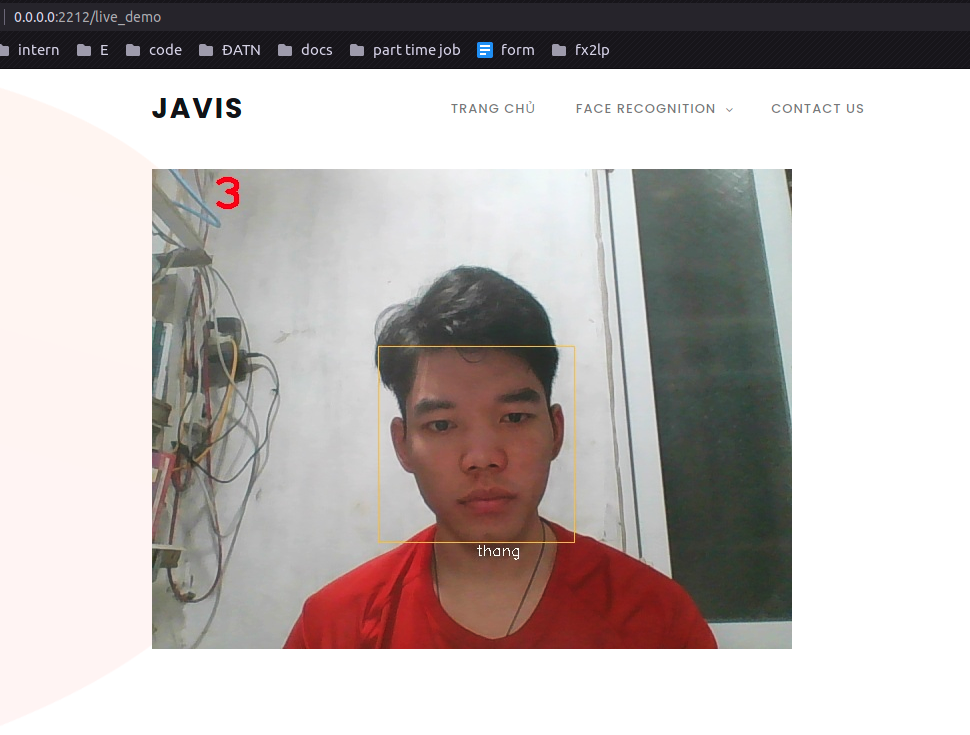 0.0.0.0:2212/live_demo
intern E code ĐATN docs part time job form fx2lp
JAVIS TRANG CHỦ FACE RECOGNITION CONTACT US
3
thang